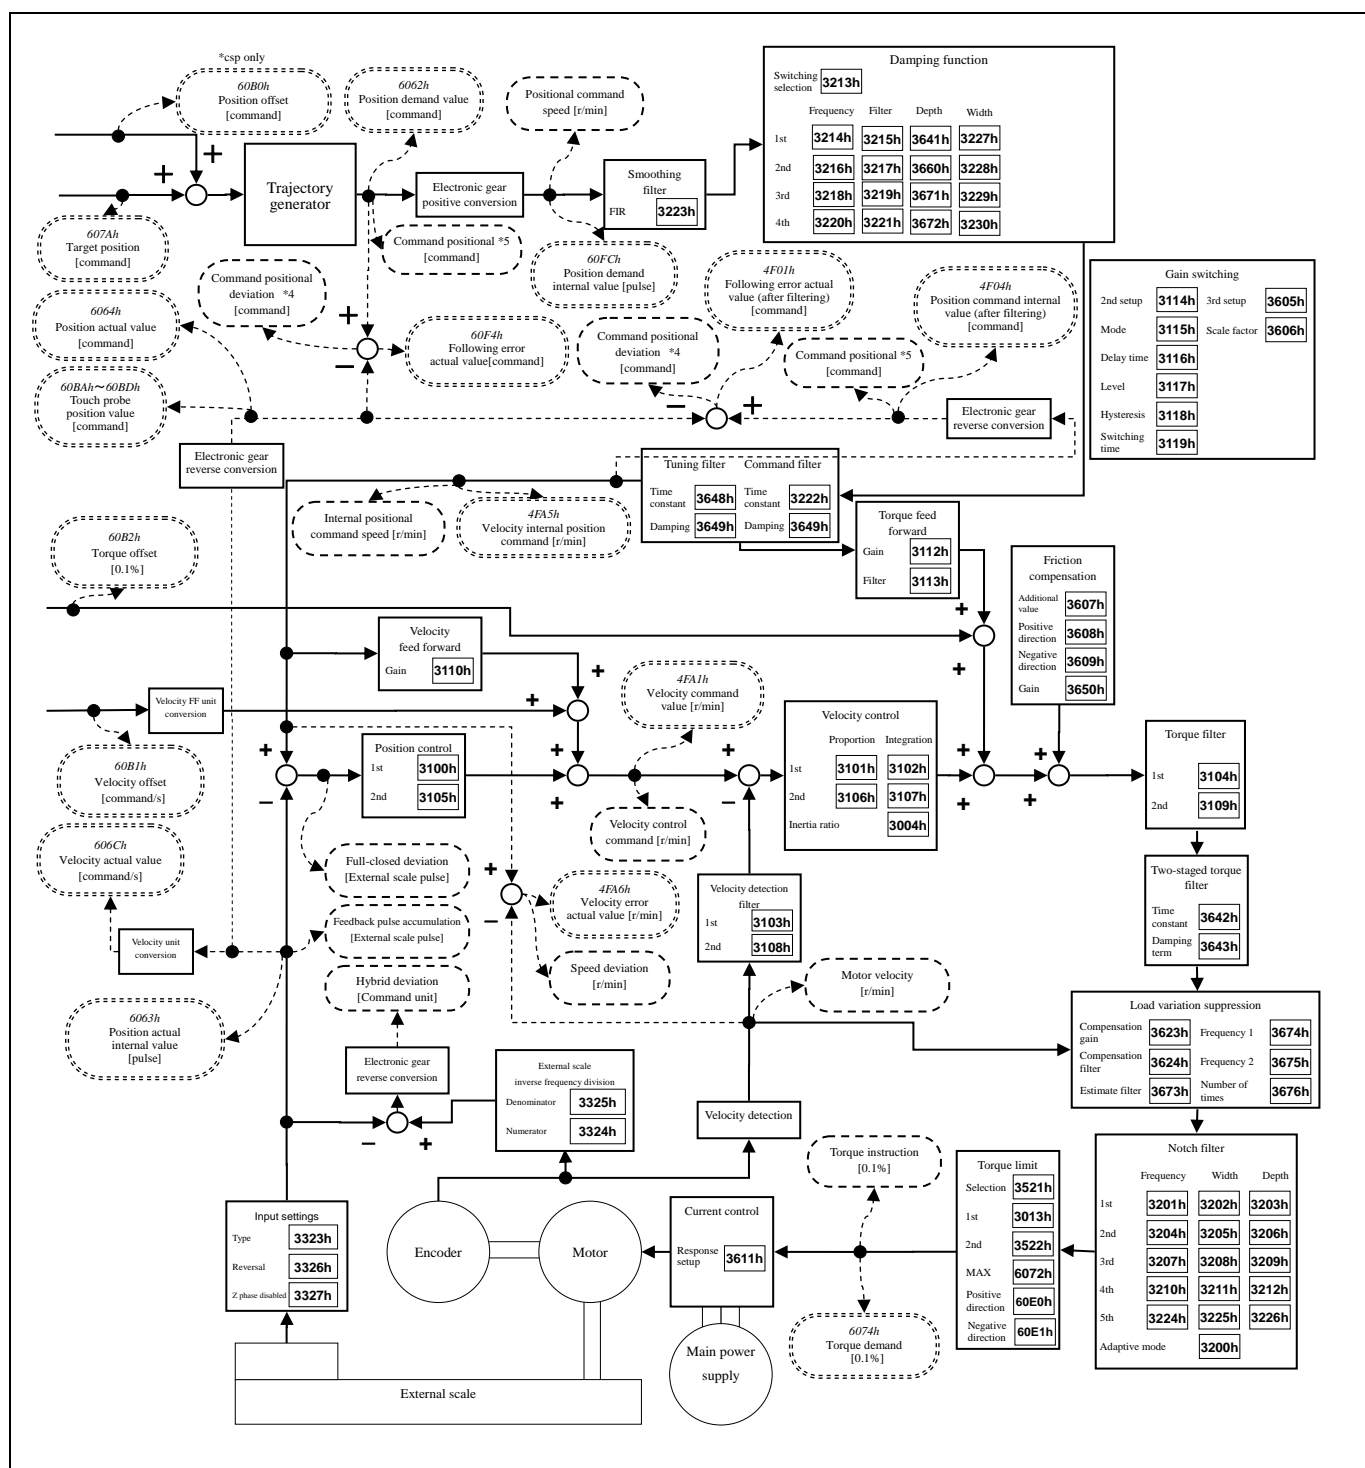 *csp only
60B0h
Position offset
[command]
6062h
Position demand value
[command]
Positional command
speed [r/min]
Damping function
Switching
selection
3213h
Frequency Filter Depth Width
1st 3214h 3215h 3641h 3227h
2nd 3216h 3217h 3660h 3228h
3rd 3218h 3219h 3671h 3229h
4th 3220h 3221h 3672h 3230h
+
+
Trajectory
generator
Electronic gear
positive conversion
Smoothing
filter
FIR 3223h
607Ah
Target position
[command]
Command positional *5
[command]
60FCh
Position demand
internal value [pulse]
Command positional
deviation *4
[command]
4F01h
Following error actual
value (after filtering)
[command]
4F04h
Position command internal
value (after filtering)
[command]
Gain switching
2nd setup 3114h 3rd setup 3605h
Mode 3115h Scale factor 3606h
Delay time 3116h
Level 3117h
Hysteresis 3118h
Switching
time
3119h
6064h
Position actual value
[command]
+
−
60F4h
Following error
actual value[command]
Command positional
deviation *4
[command]
Command positional *5
[command]
60BAh～60BDh
Touch probe
position value
[command]
− +
Electronic gear
reverse conversion
Electronic gear
reverse conversion
Tuning filter Command filter
Time
constant
3648h
Time
constant
3222h
Damping 3649h Damping 3649h
Internal positional
command speed [r/min]
4FA5h
Velocity internal position
command [r/min]
Torque feed
forward
Gain 3112h
Filter 3113h
60B2h
Torque offset
[0.1%]
Friction
compensation
Additional
value
3607h
Positive
direction
3608h
Negative
direction
3609h
Gain 3650h
+
+
Velocity
feed forward
Gain 3110h
+
+
Velocity FF unit
conversion
4FA1h
Velocity command
value [r/min]
Velocity control
Proportion Integration
1st 3101h 3102h
2nd 3106h 3107h
Inertia ratio 3004h
60B1h
Velocity offset
[command/s]
+
−
Position control
1st 3100h
2nd 3105h
+
+
+
−
+
+
+
+
Torque filter
1st 3104h
2nd 3109h
Velocity control
command [r/min]
606Ch
Velocity actual value
[command/s]
Full-closed deviation
[External scale pulse]
+
−
4FA6h
Velocity error
actual value [r/min]
Velocity detection
filter
1st 3103h
2nd 3108h
Two-staged torque
filter
Time
constant
3642h
Damping
term
3643h
Feedback pulse accumulation
[External scale pulse]
Velocity unit
conversion
Speed deviation
[r/min]
Motor velocity
[r/min]
Hybrid deviation
[Command unit]
6063h
Position actual
internal value
[pulse]
Load variation suppression
Compensation
gain
3623h Frequency 1 3674h
Compensation
filter
3624h Frequency 2 3675h
Estimate filter 3673h
Number of
times
3676h
Electronic gear
reverse conversion
External scale
inverse frequency division
Denominator 3325h
Numerator 3324h
Velocity detection
− +
Torque instruction
[0.1%]
Torque limit
Selection 3521h
1st 3013h
2nd 3522h
MAX 6072h
Positive
direction
60E0h
Negative
direction
60E1h
Notch filter
Frequency Width Depth
1st 3201h 3202h 3203h
2nd 3204h 3205h 3206h
3rd 3207h 3208h 3209h
4th 3210h 3211h 3212h
5th 3224h 3225h 3226h
Adaptive mode 3200h
Input settings
Type 3323h
Reversal 3326h
Z phase disabled 3327h
Encoder
Motor
Current control
Response
setup
3611h
6074h
Torque demand
[0.1%]
Main power
supply
External scale